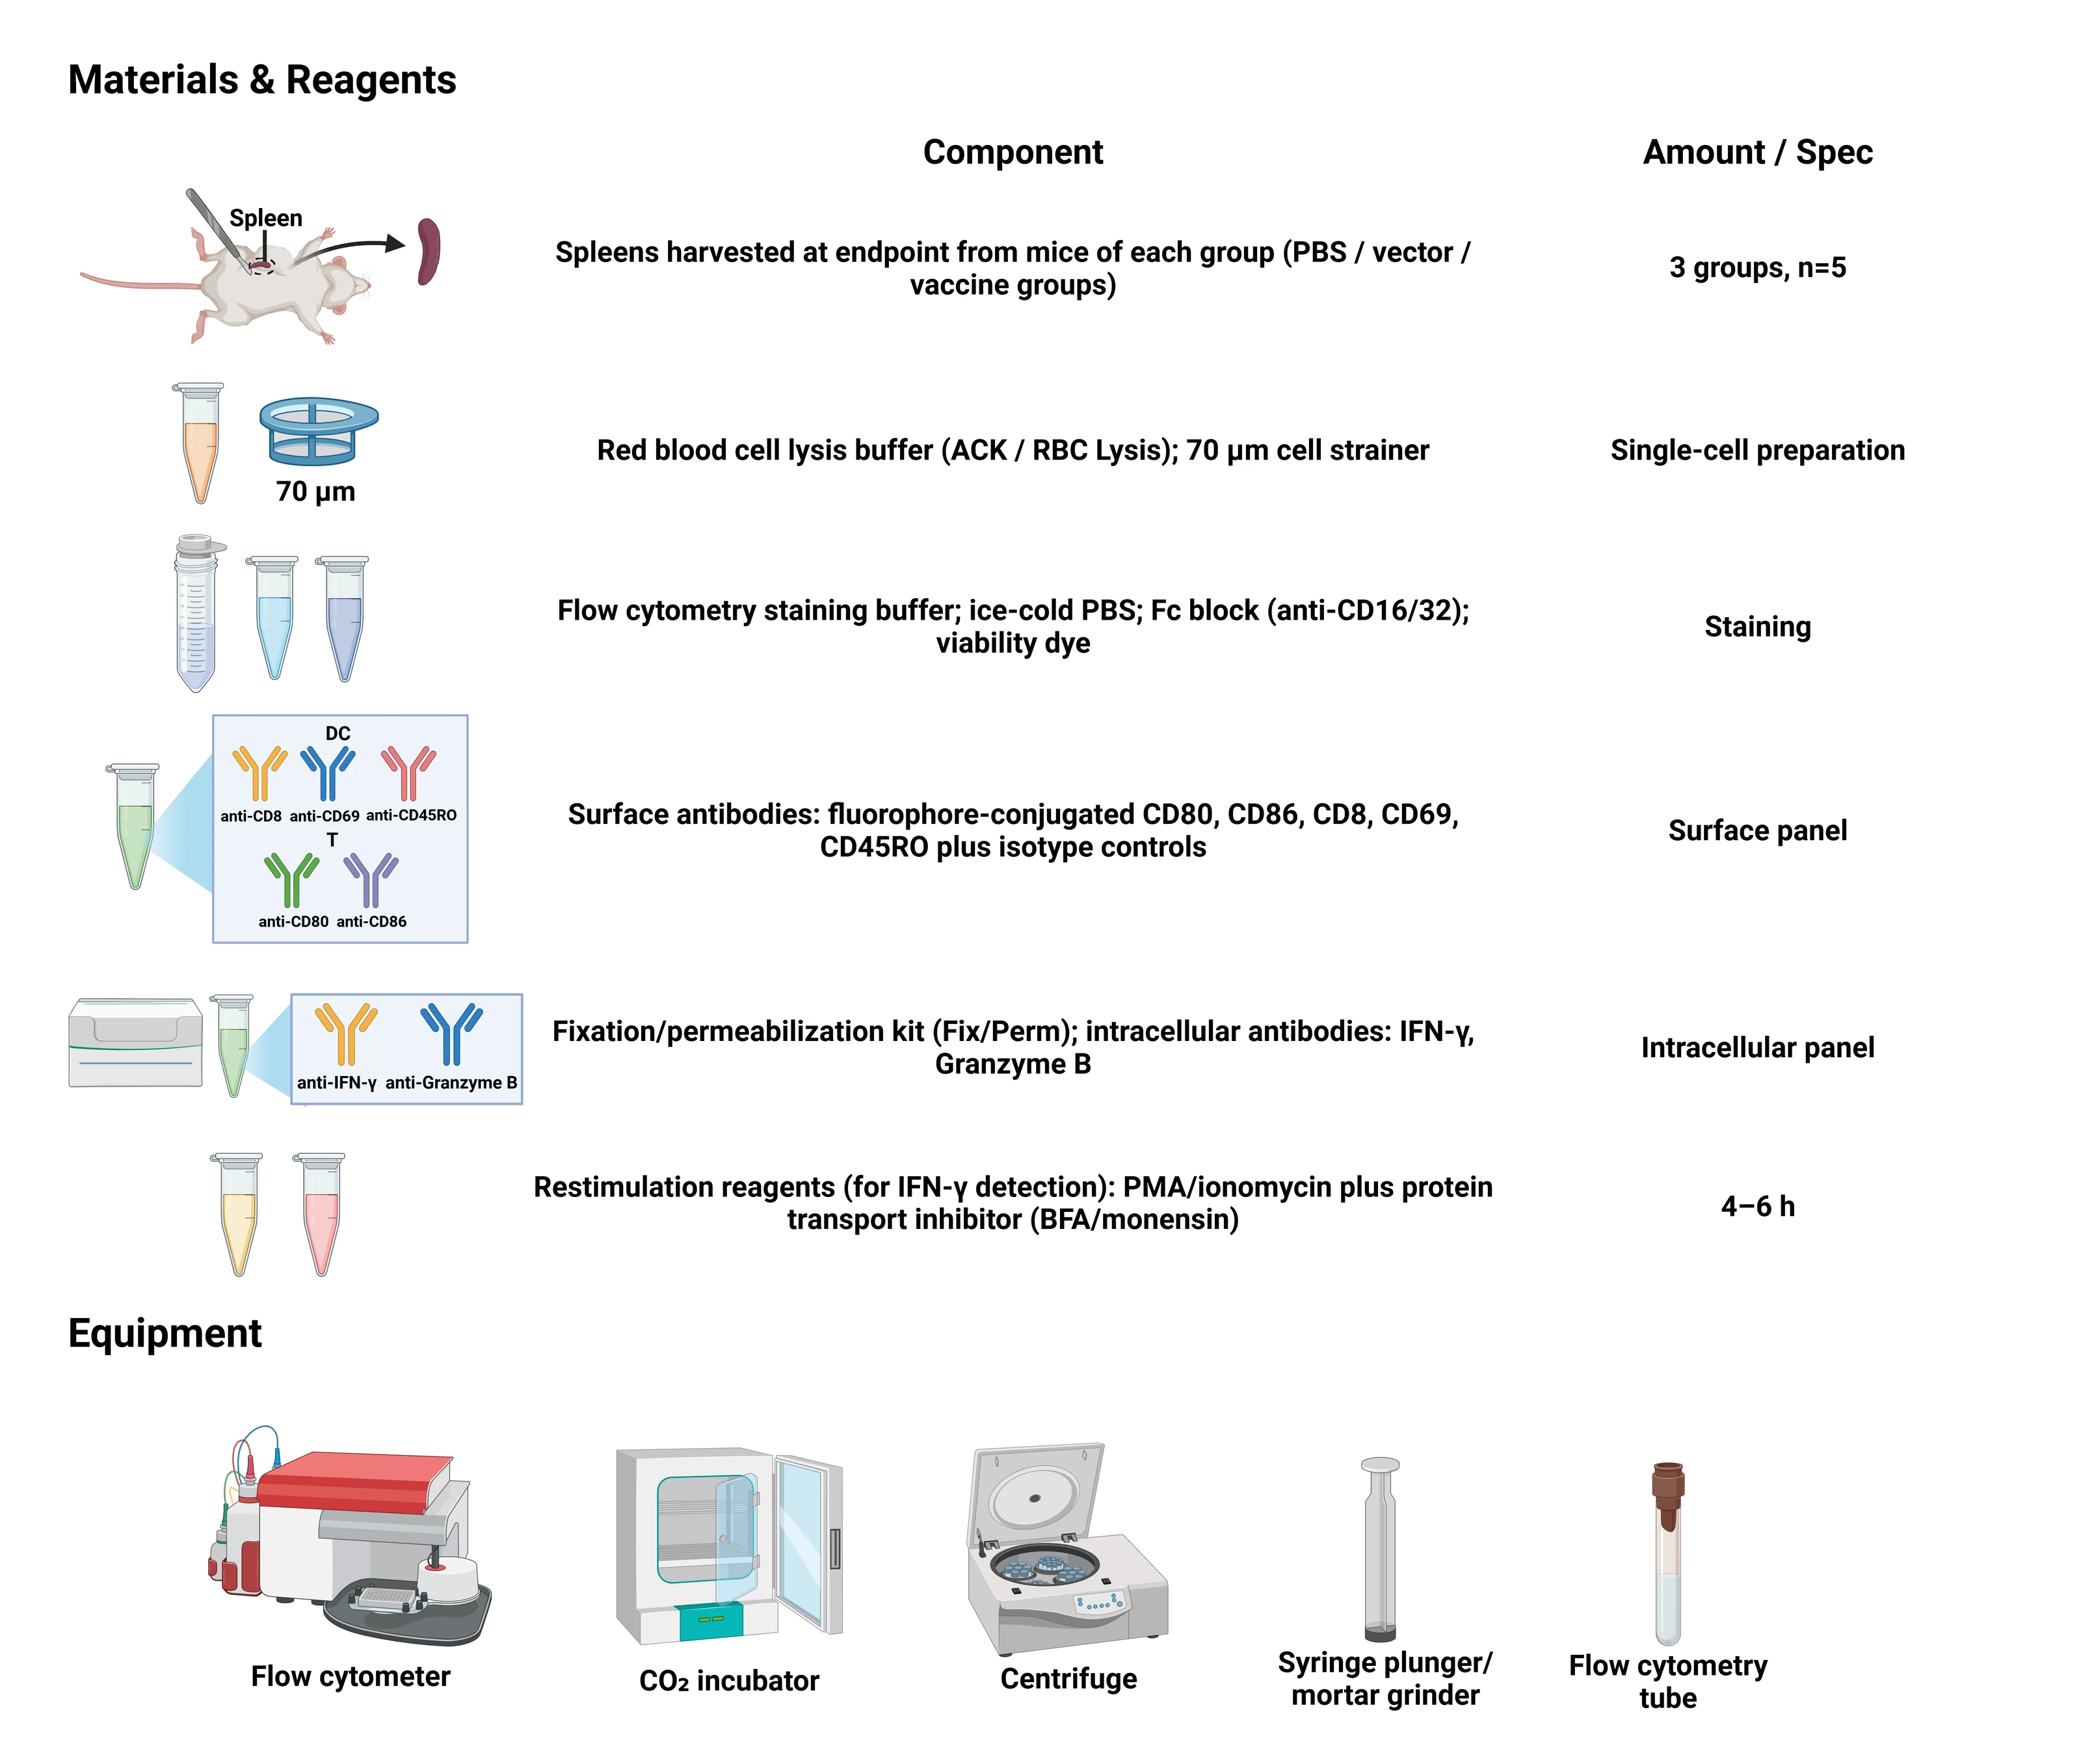 Materials & Reagents
Component
Amount / Spec
Spleen
Spleens harvested at endpoint from mice of each group (PBS / vector /
vaccine groups)
3 groups, n=5
70 μm
Red blood cell lysis buffer (ACK / RBC Lysis); 70 μm cell strainer
Single-cell preparation
Flow cytometry staining buffer; ice-cold PBS; Fc block (anti-CD16/32);
viability dye
Staining
DC
anti-CD8 anti-CD69 anti-CD45RO
T
anti-CD80 anti-CD86
Surface antibodies: fluorophore-conjugated CD80, CD86, CD8, CD69,
CD45RO plus isotype controls
Surface panel
anti-IFN-γ anti-Granzyme B
Fixation/permeabilization kit (Fix/Perm); intracellular antibodies: IFN-γ,
Granzyme B
Intracellular panel
Restimulation reagents (for IFN-γ detection): PMA/ionomycin plus protein
transport inhibitor (BFA/monensin)
4–6 h
Equipment
Flow cytometer
CO₂ incubator
Centrifuge
Syringe plunger/
mortar grinder
Flow cytometry
tube